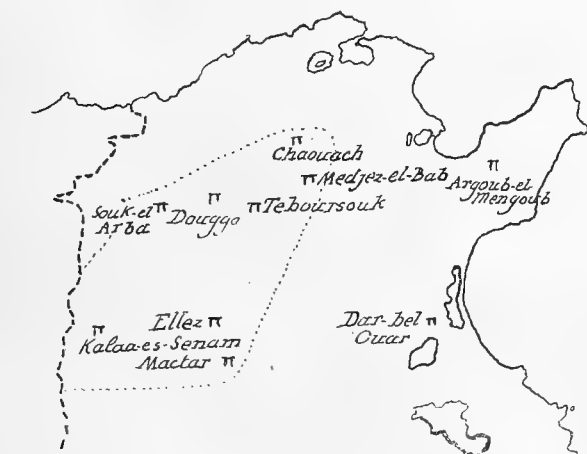 Chaouach
Medjez-el-Bab
Argoub-el
Mengoub
Souk-el
Arba
Dougga
Teboursouk
Ellez
Kalaa-es-Senam
Mactar
Dar-bel
Ouar